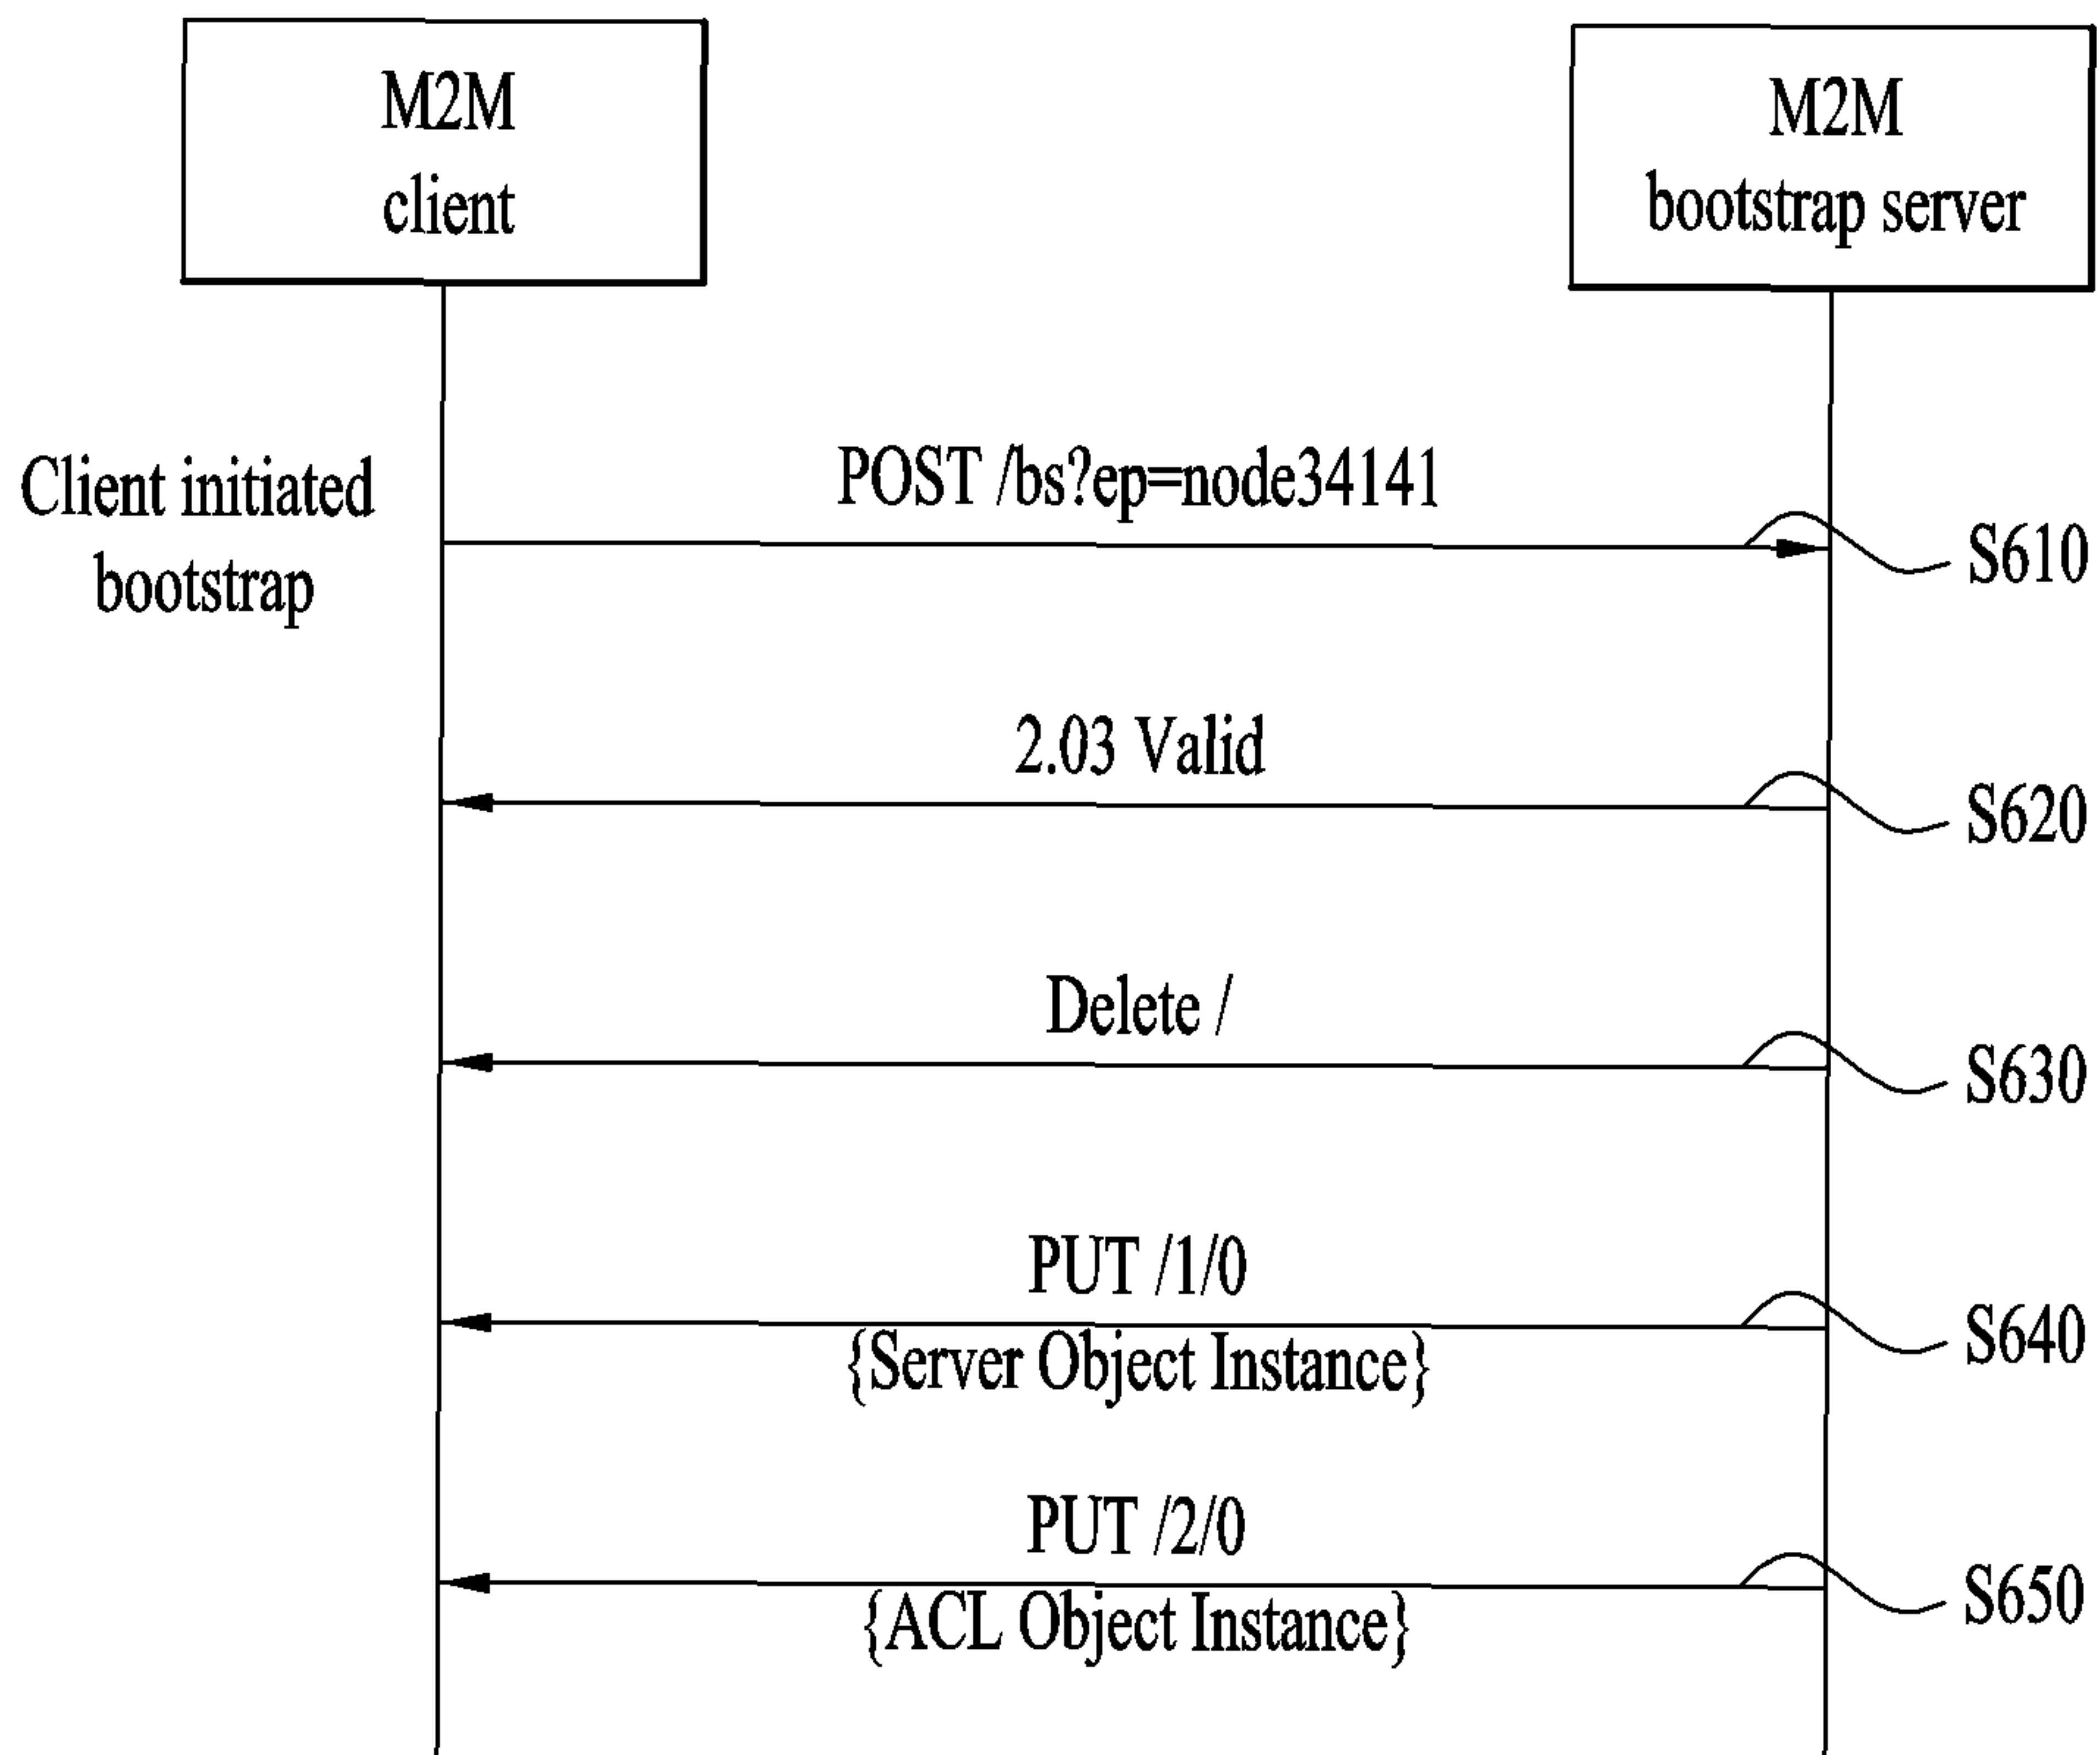 M2M
client
M2M
bootstrap server
Client initiated
bootstrap
POST /bs?ep=node34141
S610
2.03 Valid
S620
Delete /
S630
PUT /1/0
{Server Object Instance}
S640
PUT /2/0
{ACL Object Instance}
S650